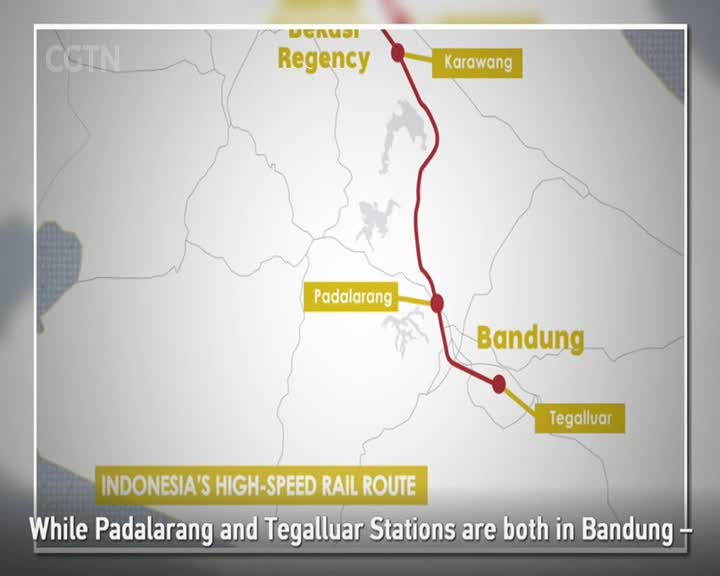 CGTN
Bekasi
Regency
Karawang
Padalarang
Bandung
Tegalluar
INDONESIA'S HIGH-SPEED RAIL ROUTE
While Padalarang and Tegalluar Stations are both in Bandung –